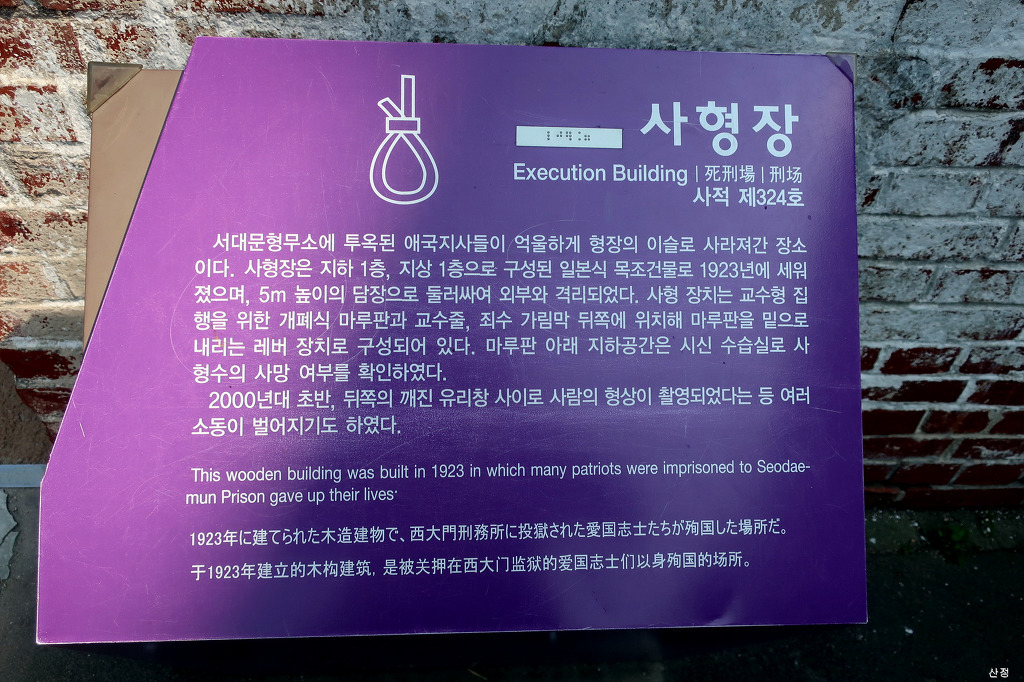 사형장
Execution Building | 死刑場 | 刑场
사적 제324호
서대문형무소에 투옥된 애국지사들이 억울하게 형장의 이슬로 사라져간 장소
이다. 사형장은 지하 1층, 지상 1층으로 구성된 일본식 목조건물로 1923년에 세워
졌으며, 5m 높이의 담장으로 둘러싸여 외부와 격리되었다. 사형 장치는 교수형 집
행을 위한 개폐식 마루판과 교수줄, 죄수 가림막 뒤쪽에 위치해 마루판을 밑으로
내리는 레버 장치로 구성되어 있다. 마루판 아래 지하공간은 시신 수습실로 사
형수의 사망 여부를 확인하였다.
2000년대 초반, 뒤쪽의 깨진 유리창 사이로 사람의 형상이 촬영되었다는 등 여러
소동이 벌어지기도 하였다.
This wooden building was built in 1923 in which many patriots were imprisoned to Seodae-
mun Prison gave up their lives·
1923年に建てられた木造建物で、西大門刑務所に投獄された愛国志士たちが殉国した場所だ。
于1923年建立的木构建筑, 是被关押在西大门监狱的爱国志士们以身殉国的场所。
산정